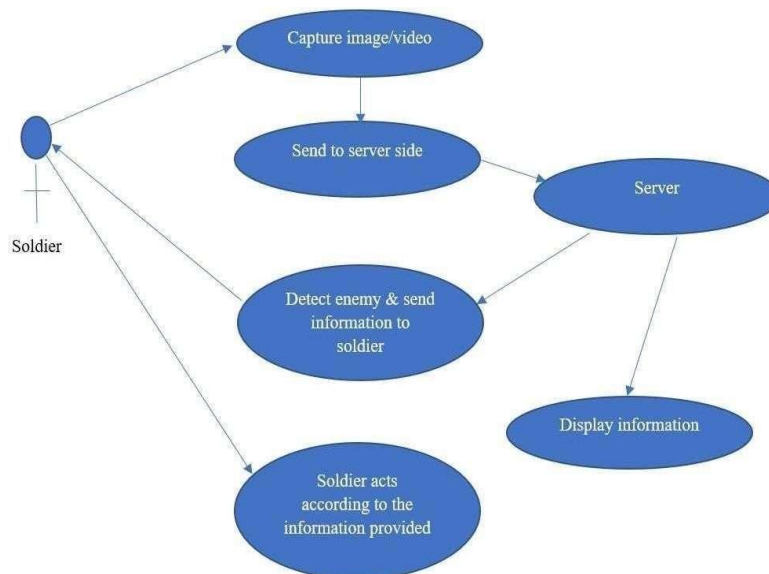 Capture image/video
Send to server side
Server
Soldier
Detect enemy & send
information to
soldier
Display information
Soldier acts
according to the
information provided